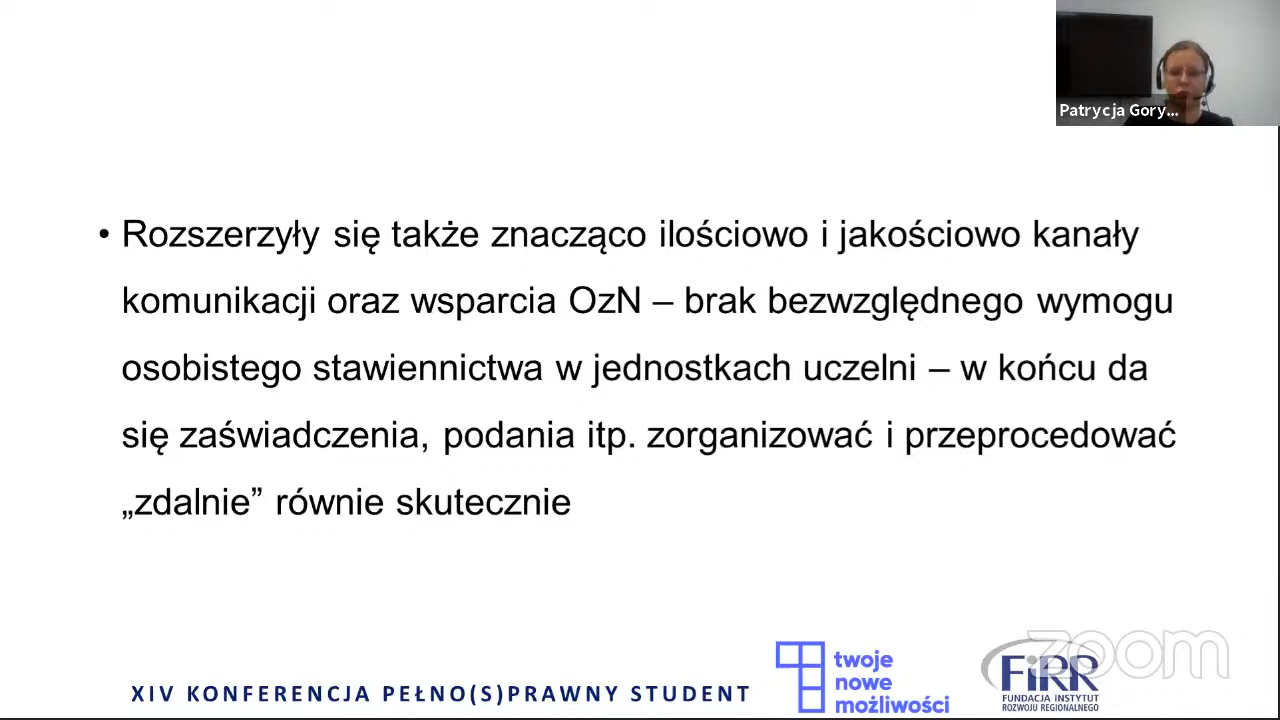 Patrycja Gory...
• Rozszerzyły się także znacząco ilościowo i jakościowo kanały
komunikacji oraz wsparcia OzN – brak bezwzględnego wymogu
osobistego stawiennictwa w jednostkach uczelni – w końcu da
się zaświadczenia, podania itp. zorganizować i przeprocedować
„zdalnie” równie skutecznie
XIV KONFERENCJA PEŁNO(S)PRAWNY STUDENT
twoje
nowe
możliwości
zoom
FiRR
FUNDACJA INSTYTUT
ROZWOJU REGIONALNEGO